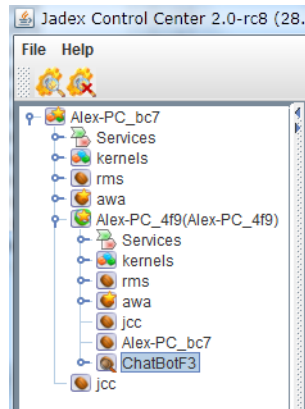 Jadex Control Center 2.0-rc8 (28.
File Help
Alex-PC_bc7
Services
kernels
rms
awa
Alex-PC_4f9(Alex-PC_4f9)
Services
kernels
rms
awa
jcc
Alex-PC_bc7
ChatBotF3
jcc